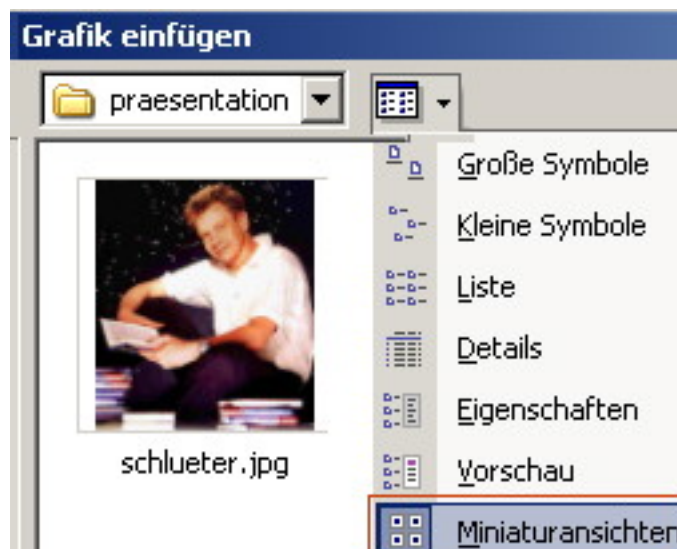 Grafik einfügen
praesentation
Große Symbole
Kleine Symbole
Liste
Details
Eigenschaften
Vorschau
Miniaturansichten
schlueter.jpg